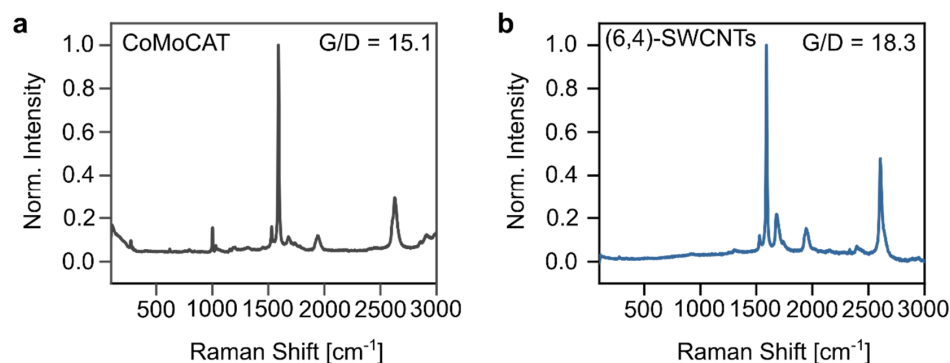 a
CoMoCAT
G/D = 15.1
1.0
0.8
0.6
0.4
0.2
0.0
Norm. Intensity
500 1000 1500 2000 2500 3000
Raman Shift [cm⁻¹]
b
(6,4)-SWCNTs
G/D = 18.3
1.0
0.8
0.6
0.4
0.2
0.0
Norm. Intensity
500 1000 1500 2000 2500 3000
Raman Shift [cm⁻¹]